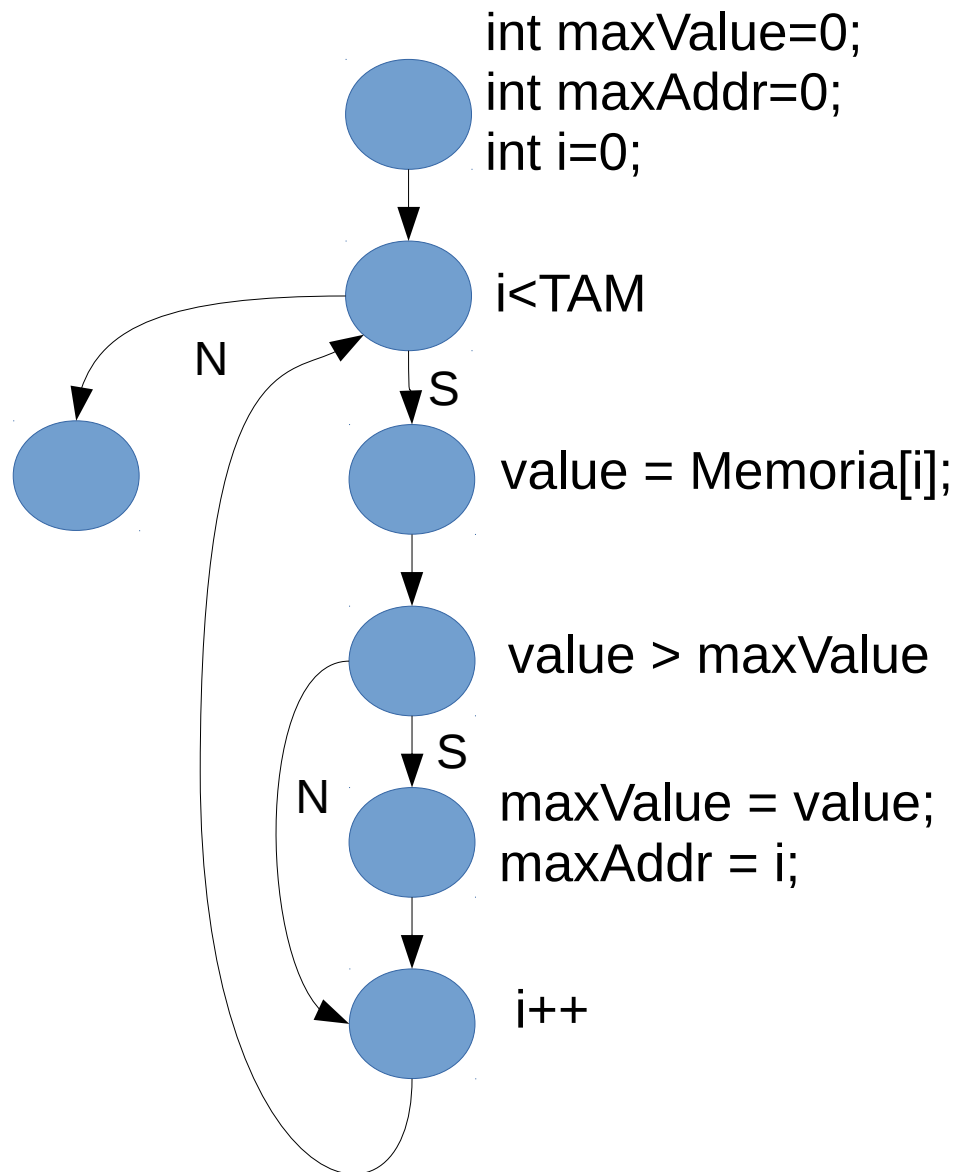 int maxValue=0;
int maxAddr=0;
int i=0;
i<TAM
N
S
value = Memoria[i];
value > maxValue
S
N
maxValue = value;
maxAddr = i;
i++